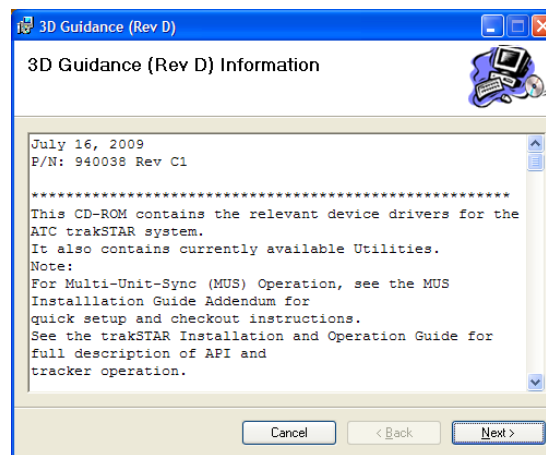 3D Guidance (Rev D)
3D Guidance (Rev D) Information
July 16, 2009
P/N: 940038 Rev C1
*******************************************************
This CD-ROM contains the relevant device drivers for the
ATC trakSTAR system.
It also contains currently available Utilities.
Note:
For Multi-Unit-Sync (MUS) Operation, see the MUS
Installlation Guide Addendum for
quick setup and checkout instructions.
See the trakSTAR Installation and Operation Guide for
full description of API and
tracker operation.
Cancel
< Back
Next >